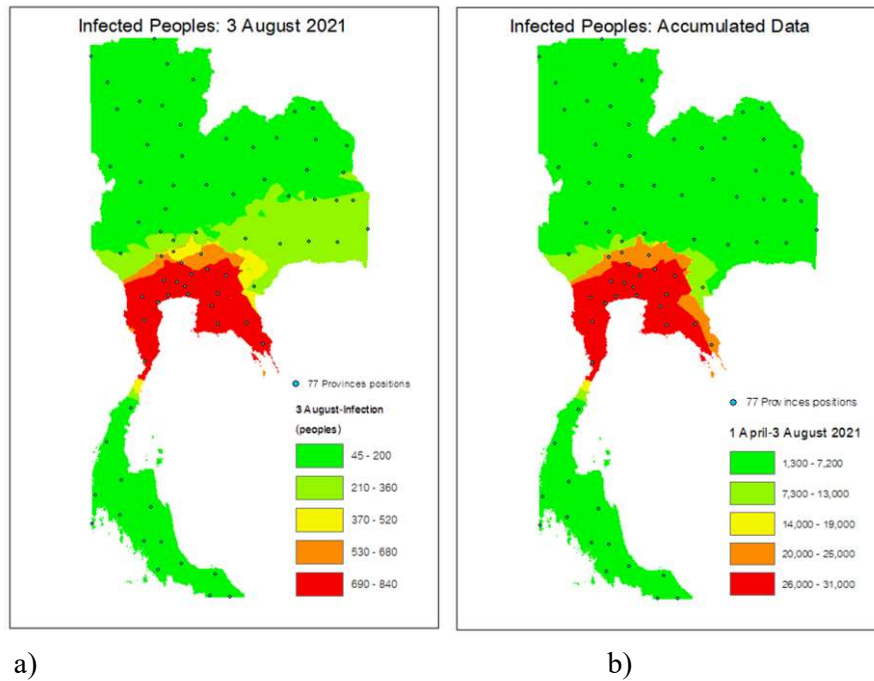 Infected Peoples: 3 August 2021
77 Provinces positions
3 August-Infection
(peoples)
45 - 200
210 - 360
370 - 520
530 - 680
690 - 840
Infected Peoples: Accumulated Data
77 Provinces positions
1 April-3 August 2021
1,300 - 7,200
7,300 - 13,000
14,000 - 19,000
20,000 - 25,000
26,000 - 31,000
a)
b)